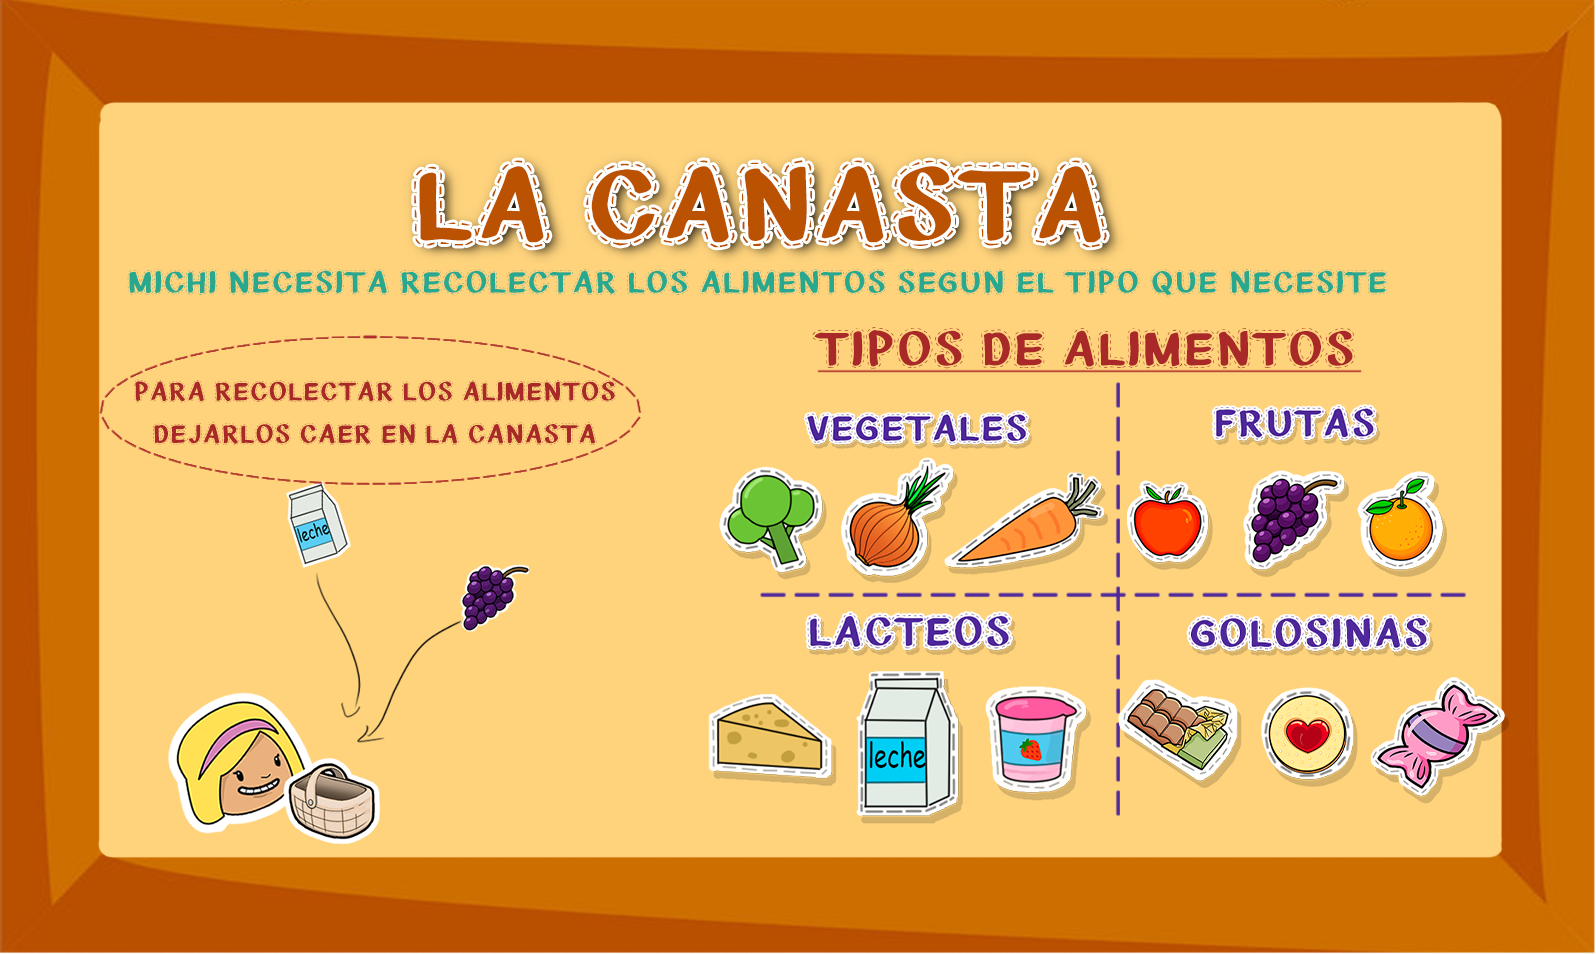 LA CANASTA
MICHI NECESITA RECOLECTAR LOS ALIMENTOS SEGUN EL TIPO QUE NECESITE
PARA RECOLECTAR LOS ALIMENTOS
DEJARLOS CAER EN LA CANASTA
leche
TIPOS DE ALIMENTOS
VEGETALES
FRUTAS
LACTEOS
GOLOSINAS
leche